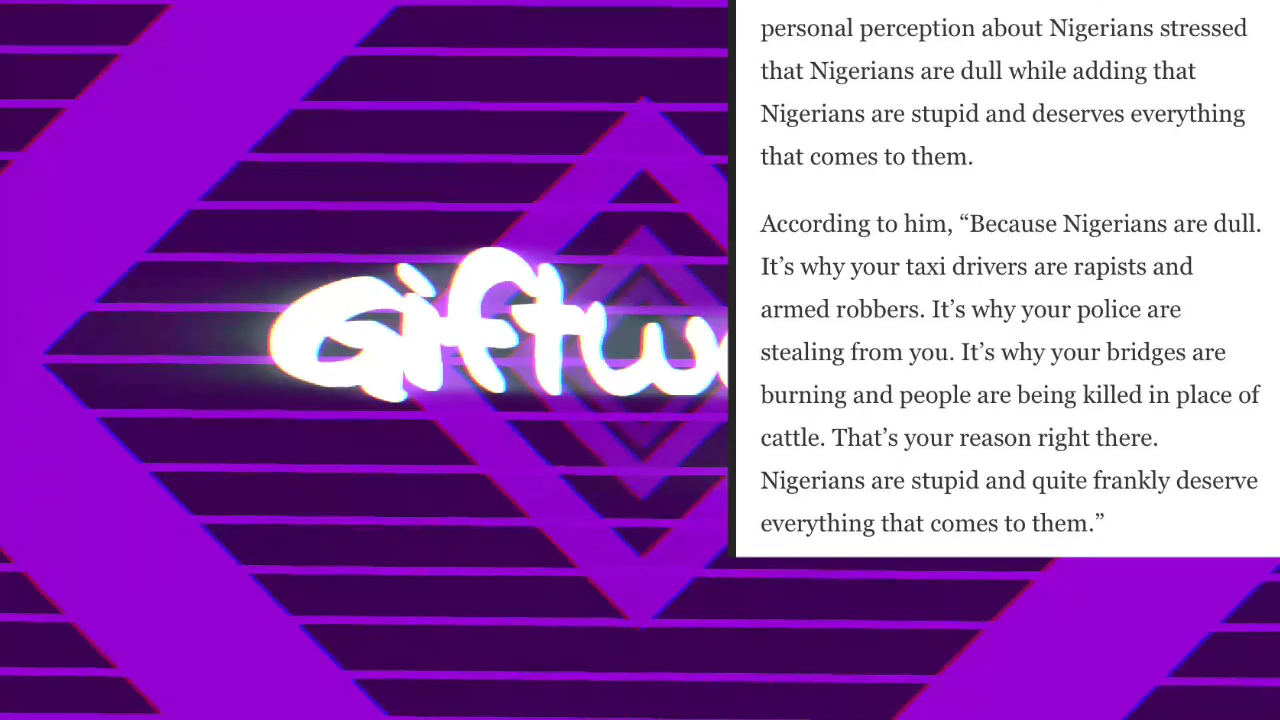 Giftw
personal perception about Nigerians stressed
that Nigerians are dull while adding that
Nigerians are stupid and deserves everything
that comes to them.
According to him, “Because Nigerians are dull.
It’s why your taxi drivers are rapists and
armed robbers. It’s why your police are
stealing from you. It’s why your bridges are
burning and people are being killed in place of
cattle. That’s your reason right there.
Nigerians are stupid and quite frankly deserve
everything that comes to them.”